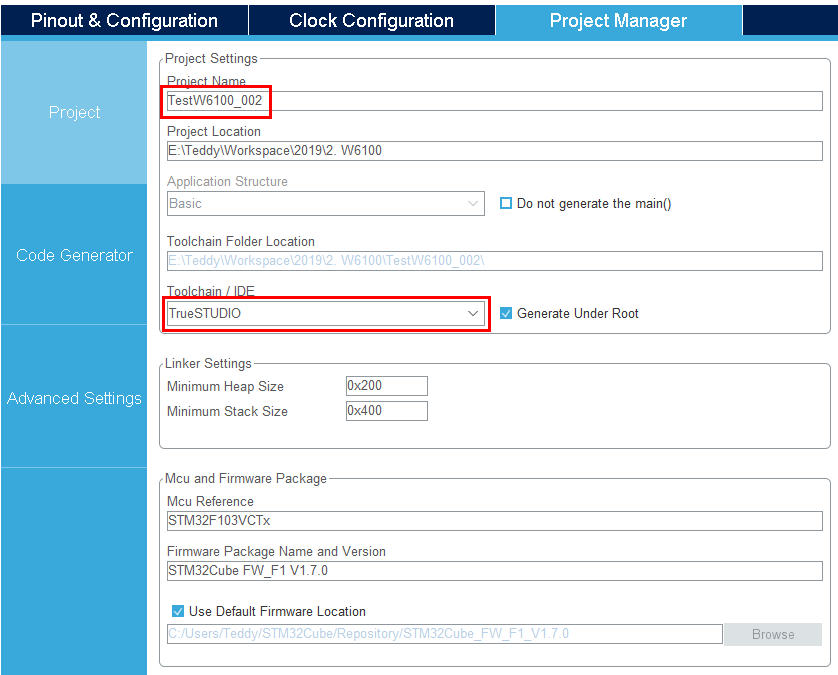 Pinout & Configuration
Clock Configuration
Project Manager
Project
Code Generator
Advanced Settings
Project Settings
Project Name
TestW6100_002
Project Location
E:\Teddy\Workspace\2019\2. W6100
Application Structure
Basic
Do not generate the main()
Toolchain Folder Location
E:\Teddy\Workspace\2019\2. W6100\TestW6100_002\
Toolchain / IDE
TrueSTUDIO
Generate Under Root
Linker Settings
Minimum Heap Size
0x200
Minimum Stack Size
0x400
Mcu and Firmware Package
Mcu Reference
STM32F103VCTx
Firmware Package Name and Version
STM32Cube FW_F1 V1.7.0
Use Default Firmware Location
C:/Users/Teddy/STM32Cube/Repository/STM32Cube_FW_F1_V1.7.0
Browse